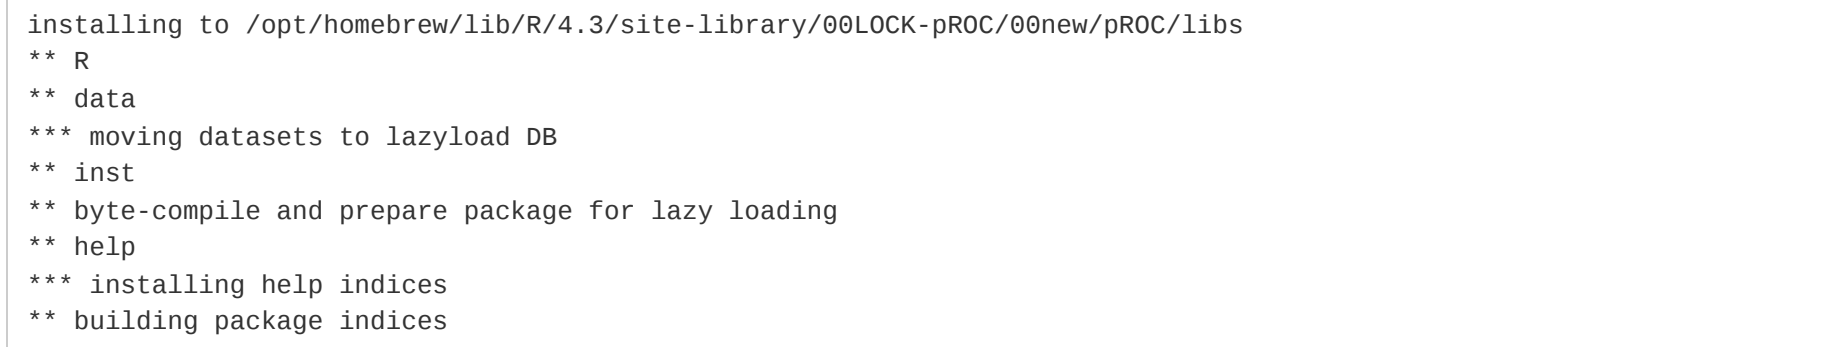 installing to /opt/homebrew/lib/R/4.3/site-library/00LOCK-pROC/00new/pROC/libs
** R
** data
*** moving datasets to lazyload DB
** inst
** byte-compile and prepare package for lazy loading
** help
*** installing help indices
** building package indices